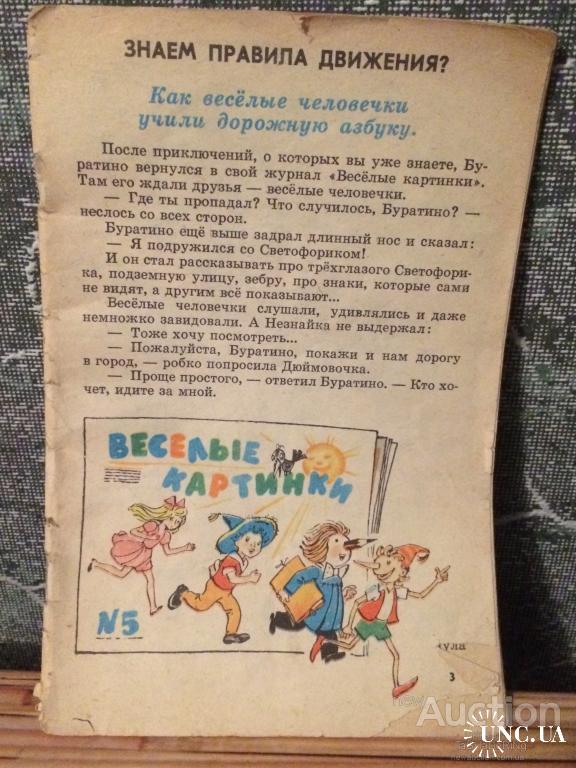 ЗНАЕМ ПРАВИЛА ДВИЖЕНИЯ?
Как весёлые человечки
учили дорожную азбуку.
После приключений, о которых вы уже знаете, Бу-
ратино вернулся в свой журнал «Весёлые картинки».
Там его ждали друзья — весёлые человечки.
— Где ты пропадал? Что случилось, Буратино? —
неслось со всех сторон.
Буратино ещё выше задрал длинный нос и сказал:
— Я подружился со Светофориком!
И он стал рассказывать про трёхглазого Светофори-
ка, подземную улицу, зебру, про знаки, которые сами
не видят, а другим всё показывают...
Весёлые человечки слушали, удивлялись и даже
немножко завидовали. А Незнайка не выдержал:
— Тоже хочу посмотреть...
— Пожалуйста, Буратино, покажи и нам дорогу
в город, — робко попросила Дюймовочка.
— Проще простого, — ответил Буратино. — Кто хо-
чет, идите за мной.
ВЕСЕЛЫЕ
КАРТИНКИ
№5
кула
3
Auction
UNC.UA